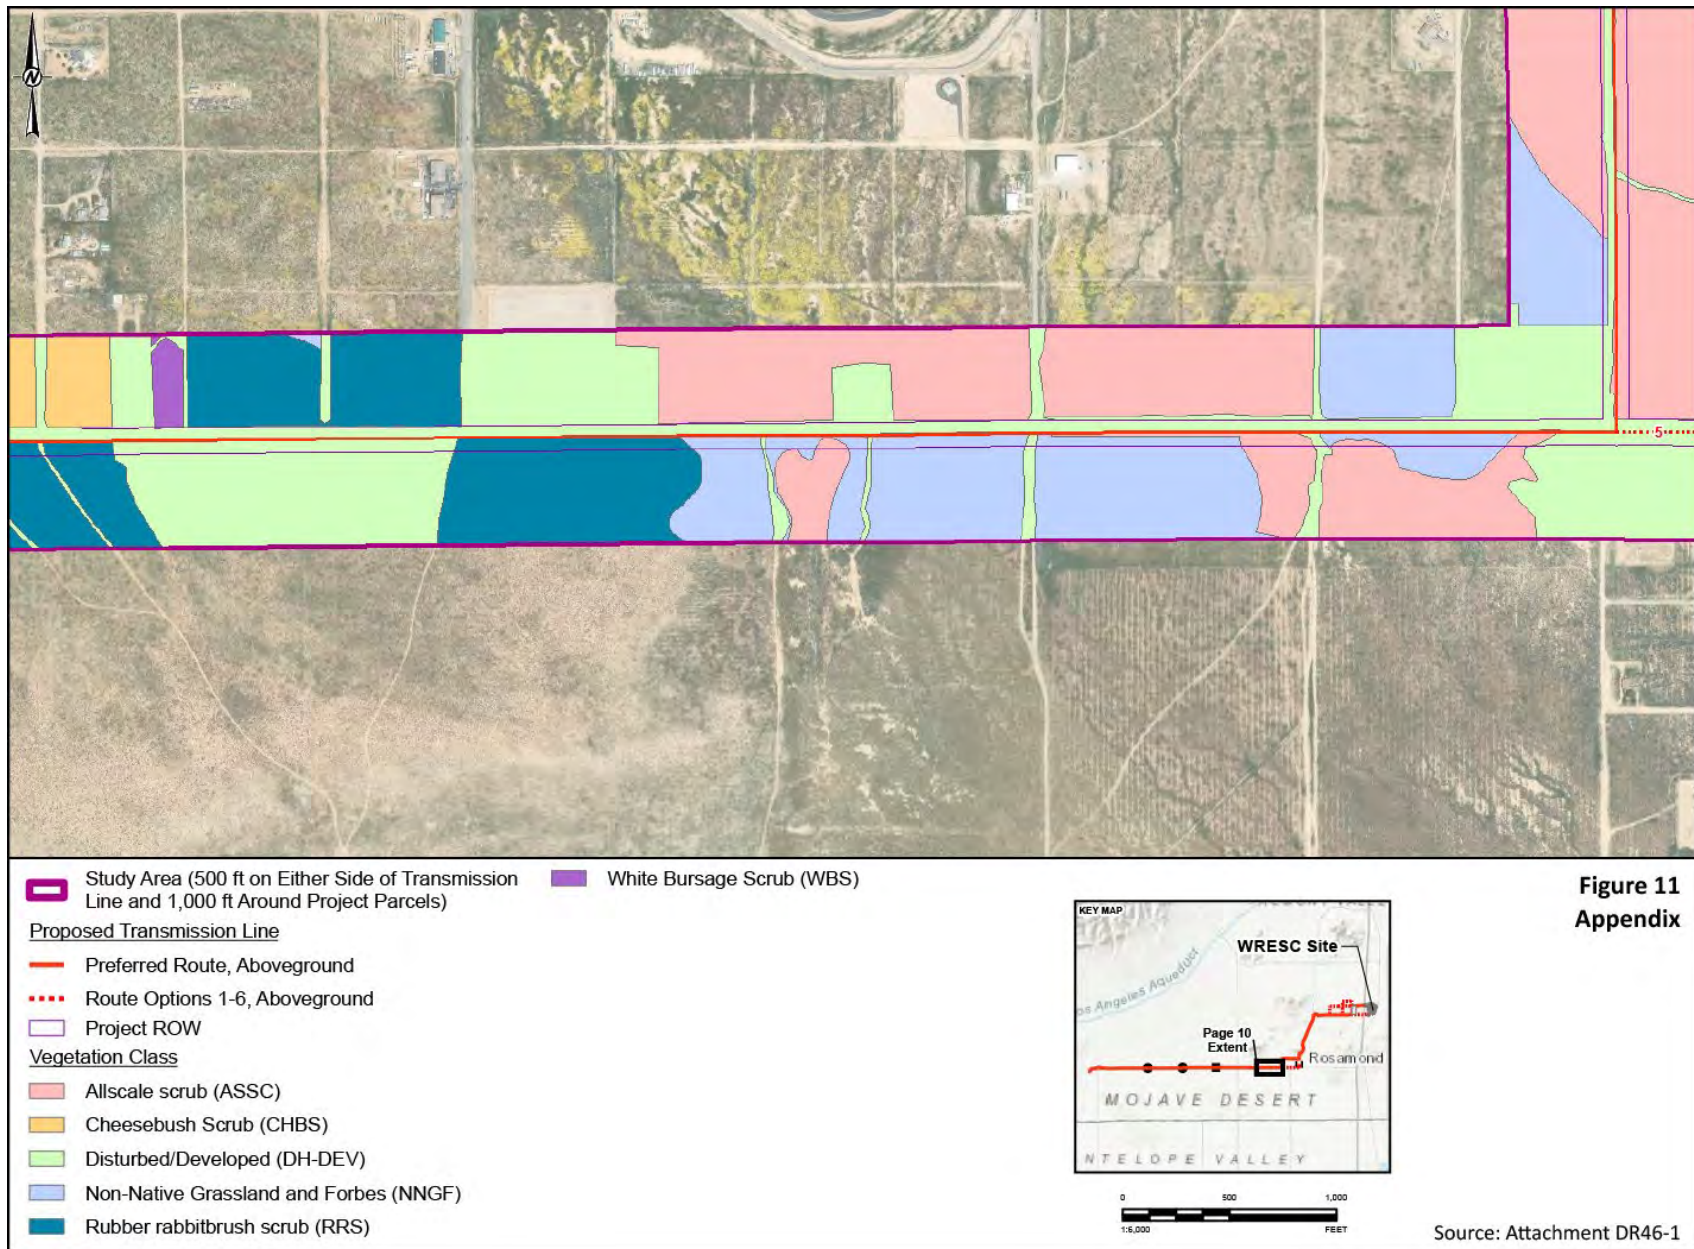 N
5
Study Area (500 ft on Either Side of Transmission
Line and 1,000 ft Around Project Parcels)
Proposed Transmission Line
Preferred Route, Aboveground
Route Options 1-6, Aboveground
Project ROW
Vegetation Class
Allscale scrub (ASSC)
Cheesebush Scrub (CHBS)
Disturbed/Developed (DH-DEV)
Non-Native Grassland and Forbes (NNGF)
Rubber rabbitbrush scrub (RRS)
White Bursage Scrub (WBS)
KEY MAP
WRESC Site
os Angeles Aqueduct
Page 10
Extent
Rosamond
MOJAVE DESERT
NTELOPE VALLEY
0 500 1,000
1:6,000 FEET
Figure 11
Appendix
Source: Attachment DR46-1